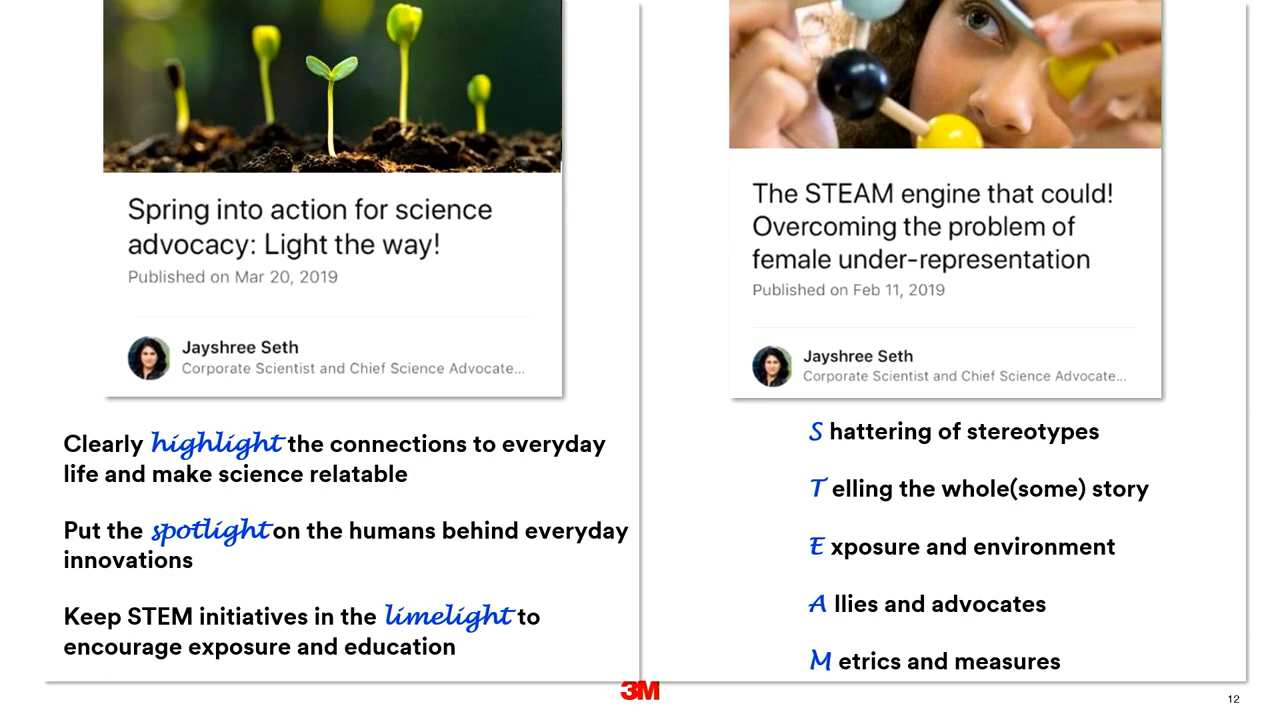 Spring into action for science
advocacy: Light the way!
Published on Mar 20, 2019
Jayshree Seth
Corporate Scientist and Chief Science Advocate...
Clearly highlight the connections to everyday
life and make science relatable
Put the spotlight on the humans behind everyday
innovations
Keep STEM initiatives in the limelight to
encourage exposure and education
The STEAM engine that could!
Overcoming the problem of
female under-representation
Published on Feb 11, 2019
Jayshree Seth
Corporate Scientist and Chief Science Advocate...
S hattering of stereotypes
T elling the whole(some) story
E xposure and environment
A llies and advocates
M etrics and measures
3M
12